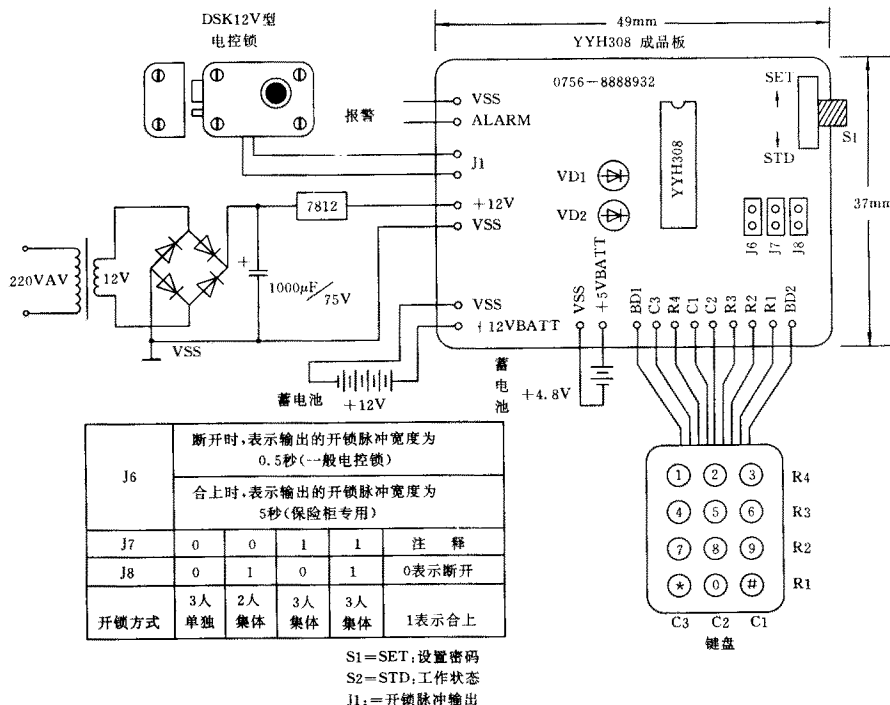 DSK12V型
电控锁
49mm
YYH308 成品板
0756-8888932
SET
STD
S1
37mm
报警
VSS
ALARM
J1
+12V
VSS
VSS
+12VBATT
VD1
VD2
YYH308
J6
J7
J8
7812
220VAV
12V
+
1000μF/75V
VSS
蓄电池
+12V
蓄电池
+4.8V
VSS
+5VBATT
BD1
C3
R4
C1
C2
R3
R2
R1
BD2
1 2 3 R4
4 5 6 R3
7 8 9 R2
* 0 # R1
C3 C2 C1
键盘
J6
断开时,表示输出的开锁脉冲宽度为
0.5秒(一般电控锁)
合上时,表示输出的开锁脉冲宽度为
5秒(保险柜专用)
J7 0 0 1 1 注 释
J8 0 1 0 1 0表示断开
开锁方式 3人单独 2人集体 3人集体 3人集体 1表示合上
S1=SET:设置密码
S2=STD:工作状态
J1:=开锁脉冲输出